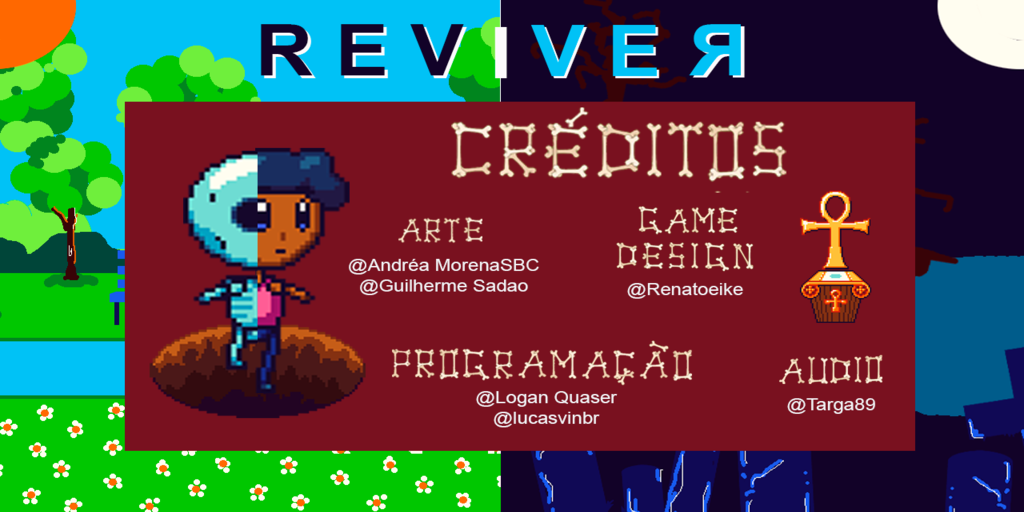 REVIVEЯ
CRÉDITOS
ARTE
@Andréa MorenaSBC
@Guilherme Sadao
GAME
DESIGN
@Renatoeike
PROGRAMAÇÃO
@Logan Quaser
@lucasvinbr
AUDIO
@Targa89